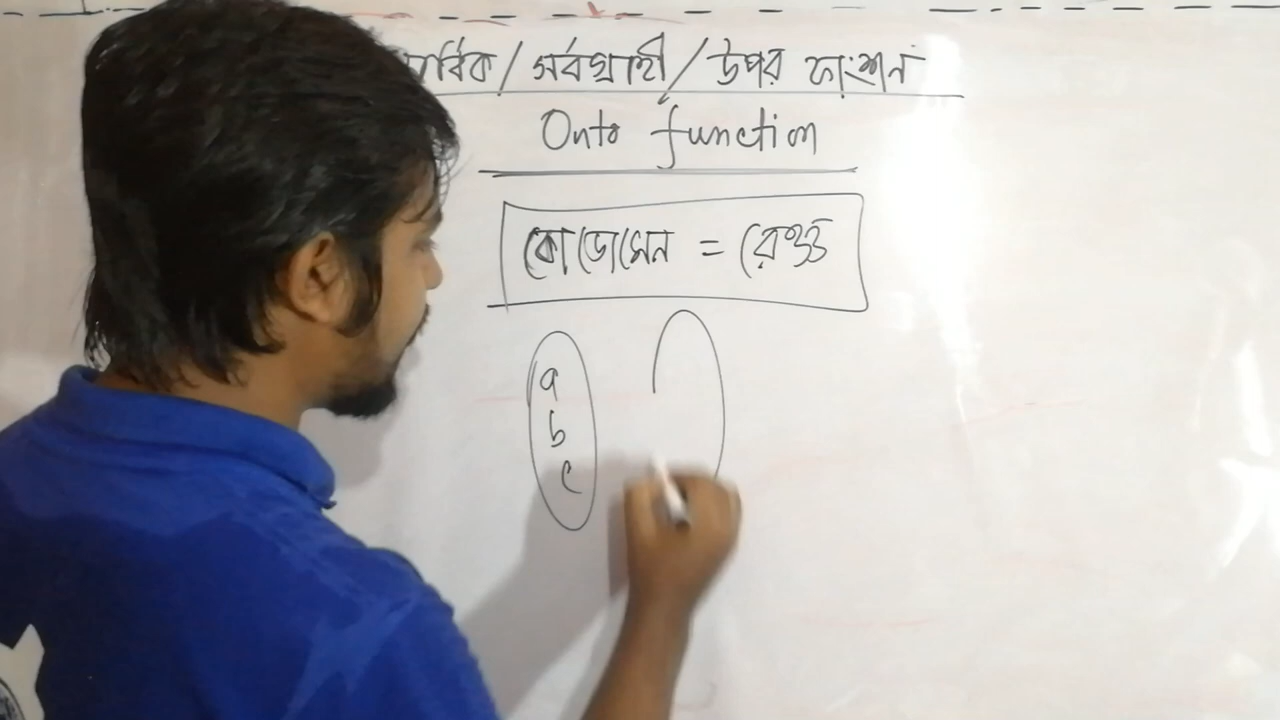 / সর্বগ্রাহী / উপর ফাংশন
Onto function
কোডোমেন = রেঞ্জ
a
b
c